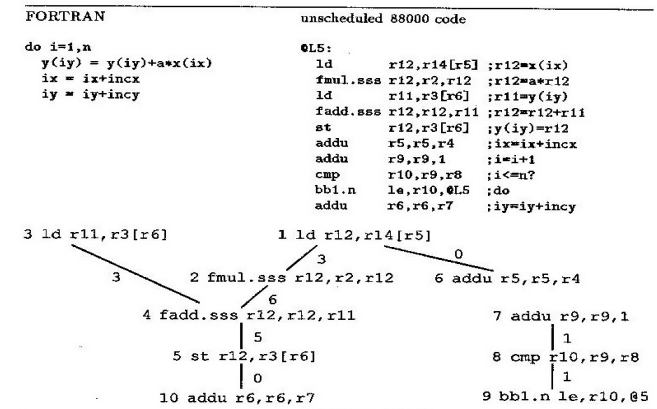 FORTRAN unscheduled 88000 code
do i=1,n @L5:
y(iy) = y(iy)+a*x(ix) ld r12,r14[r5] ;r12=x(ix)
ix = ix+incx fmul.sss r12,r2,r12 ;r12=a*r12
iy = iy+incy ld r11,r3[r6] ;r11=y(iy)
fadd.sss r12,r12,r11 ;r12=r12+r11
st r12,r3[r6] ;y(iy)=r12
addu r5,r5,r4 ;ix=ix+incx
addu r9,r9,1 ;i=i+1
cmp r10,r9,r8 ;i<=n?
bb1.n le,r10,@L5 ;do
addu r6,r6,r7 ;iy=iy+incy
3 ld r11,r3[r6] 1 ld r12,r14[r5]
3 0
3 2 fmul.sss r12,r2,r12 6 addu r5,r5,r4
6
4 fadd.sss r12,r12,r11 7 addu r9,r9,1
5 1
5 st r12,r3[r6] 8 cmp r10,r9,r8
0 1
10 addu r6,r6,r7 9 bb1.n le,r10,@5